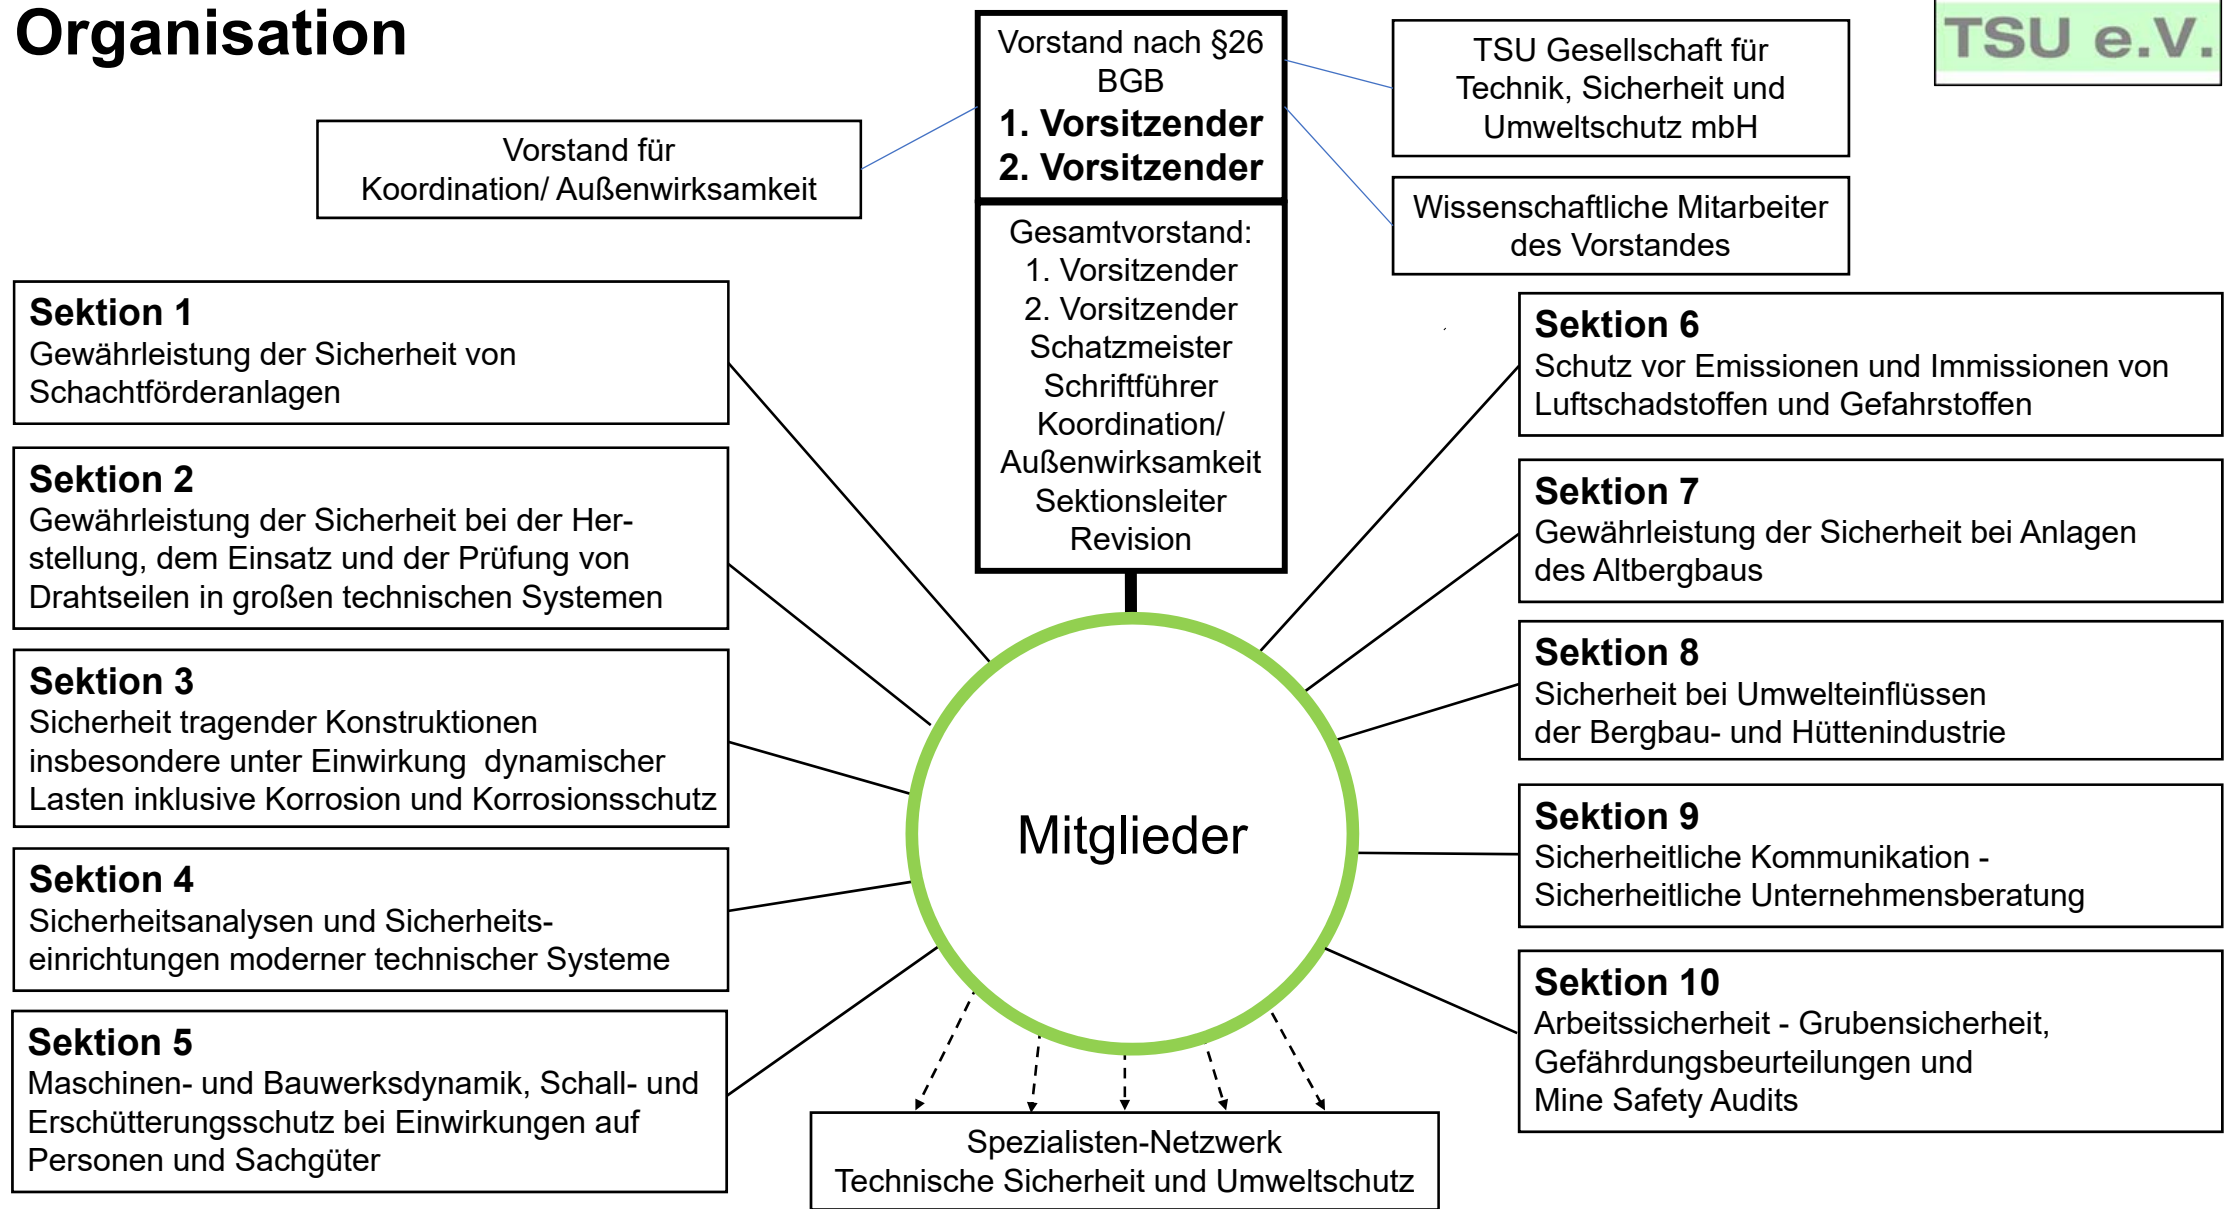 Organisation
TSU e.V.
Vorstand nach §26
BGB
1. Vorsitzender
2. Vorsitzender
TSU Gesellschaft für
Technik, Sicherheit und
Umweltschutz mbH
Vorstand für
Koordination/ Außenwirksamkeit
Wissenschaftliche Mitarbeiter
des Vorstandes
Gesamtvorstand:
1. Vorsitzender
2. Vorsitzender
Schatzmeister
Schriftführer
Koordination/
Außenwirksamkeit
Sektionsleiter
Revision
Sektion 1
Gewährleistung der Sicherheit von
Schachtförderanlagen
Sektion 2
Gewährleistung der Sicherheit bei der Her-
stellung, dem Einsatz und der Prüfung von
Drahtseilen in großen technischen Systemen
Sektion 3
Sicherheit tragender Konstruktionen
insbesondere unter Einwirkung  dynamischer
Lasten inklusive Korrosion und Korrosionsschutz
Sektion 4
Sicherheitsanalysen und Sicherheits-
einrichtungen moderner technischer Systeme
Sektion 5
Maschinen- und Bauwerksdynamik, Schall- und
Erschütterungsschutz bei Einwirkungen auf
Personen und Sachgüter
Mitglieder
Sektion 6
Schutz vor Emissionen und Immissionen von
Luftschadstoffen und Gefahrstoffen
Sektion 7
Gewährleistung der Sicherheit bei Anlagen
des Altbergbaus
Sektion 8
Sicherheit bei Umwelteinflüssen
der Bergbau- und Hüttenindustrie
Sektion 9
Sicherheitliche Kommunikation -
Sicherheitliche Unternehmensberatung
Sektion 10
Arbeitssicherheit - Grubensicherheit,
Gefährdungsbeurteilungen und
Mine Safety Audits
Spezialisten-Netzwerk
Technische Sicherheit und Umweltschutz